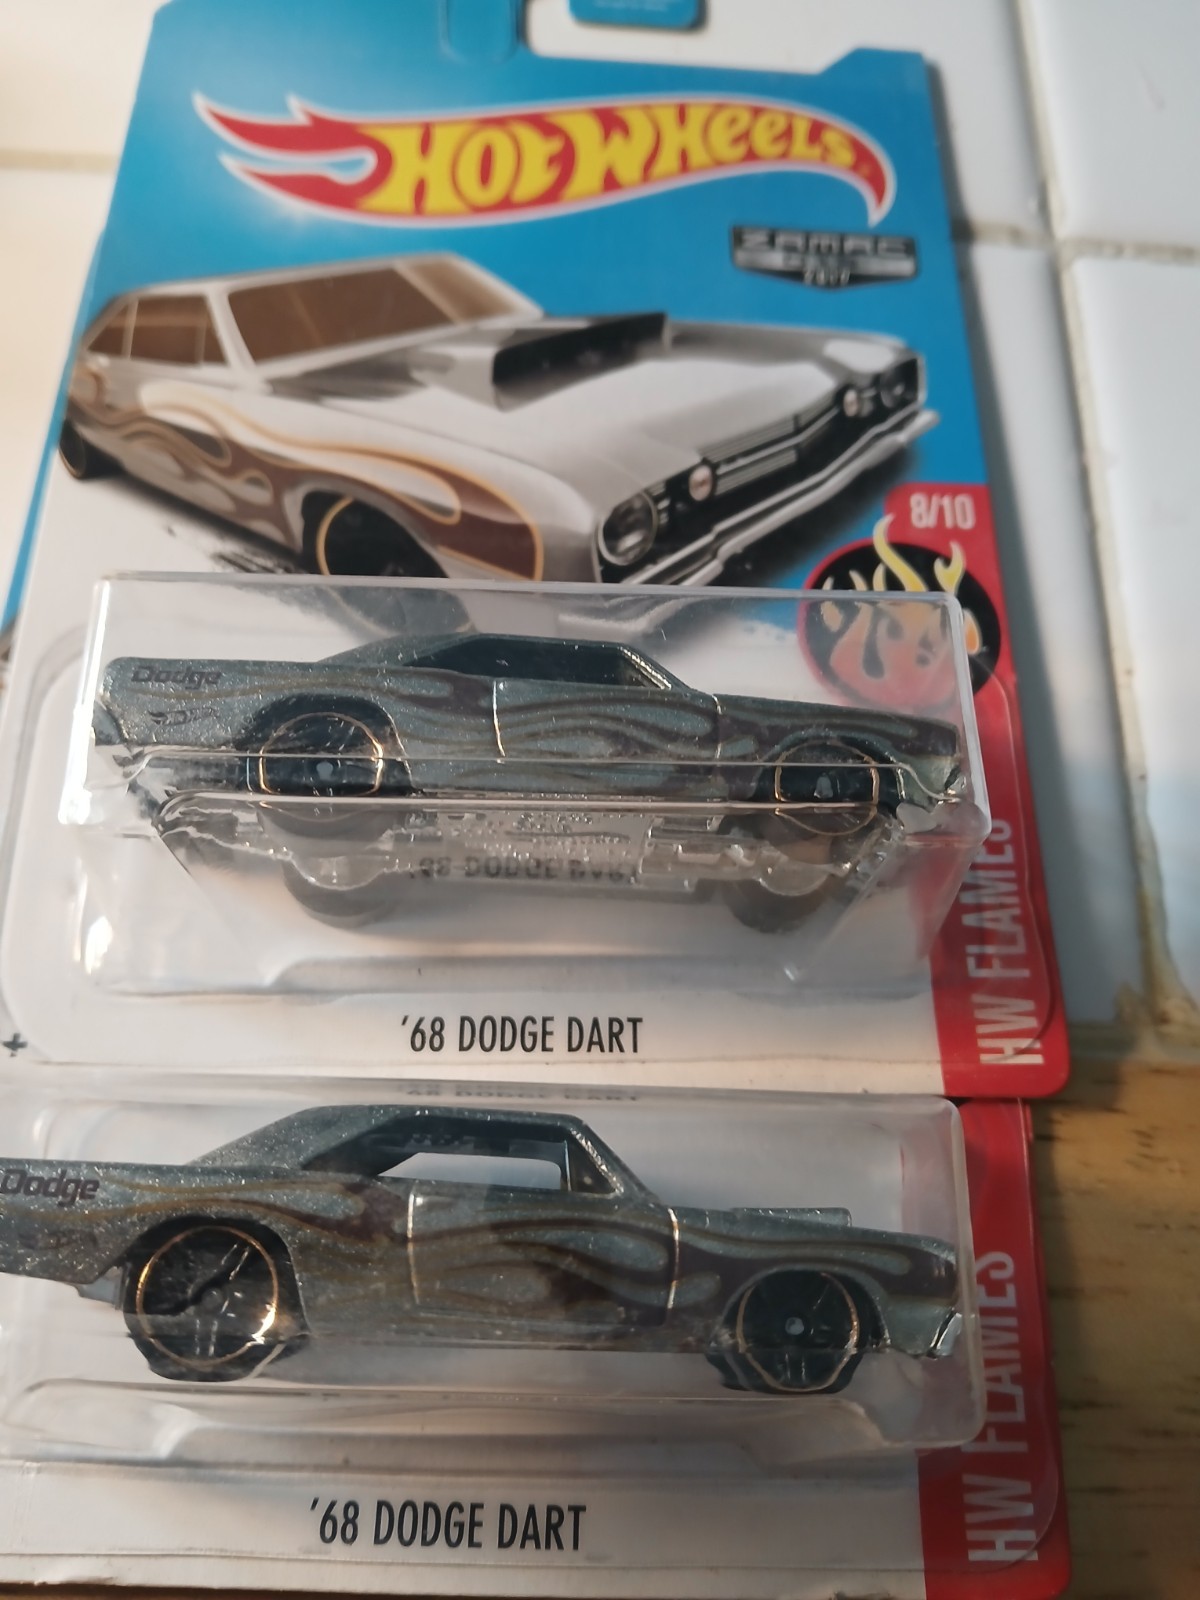 HOT WHEELS
ZAMAC
2017
8/10
Dodge
'68 DODGE DART
HW FLAMES
'68 DODGE DART
Dodge
HW FLAMES
'68 DODGE DART